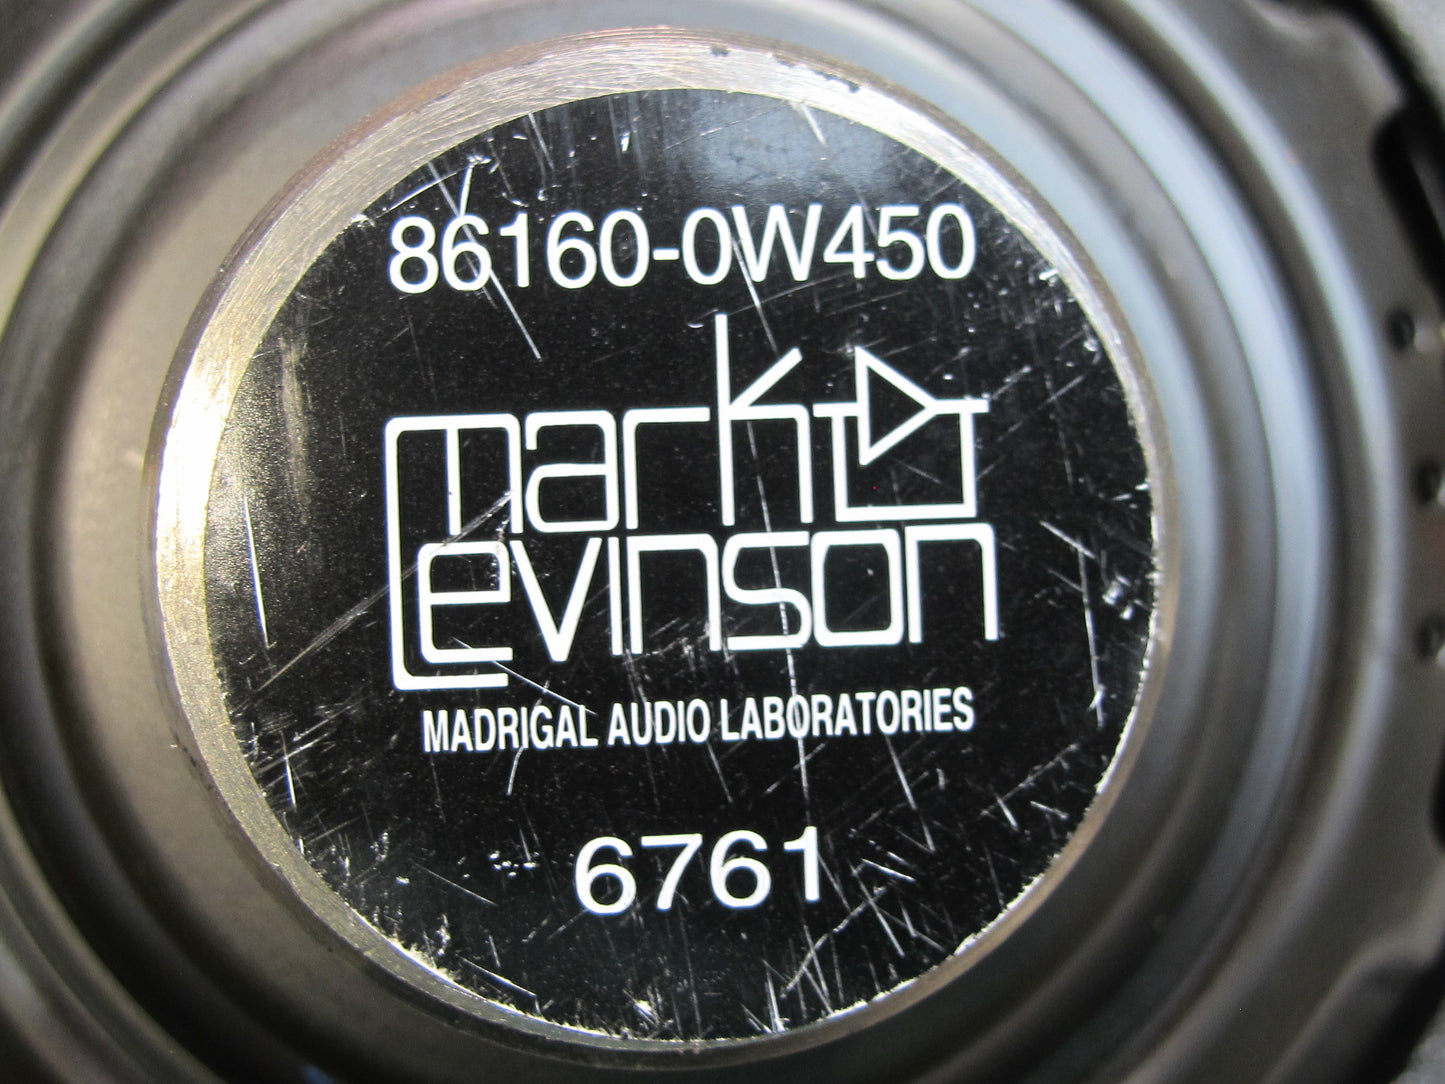 86160-0W450
mark
Levinson
MADRIGAL AUDIO LABORATORIES
6761